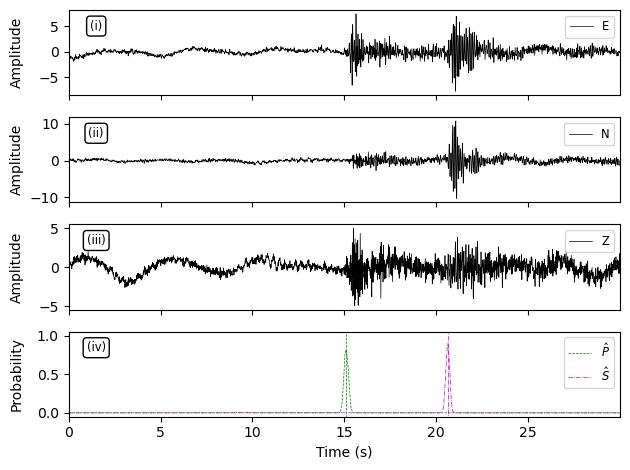 Amplitude
5
0
−5
(i)
E
Amplitude
10
0
−10
(ii)
N
Amplitude
5
0
−5
(iii)
Z
Probability
1.0
0.5
0.0
(iv)
P̂
Ŝ
0 5 10 15 20 25
Time (s)